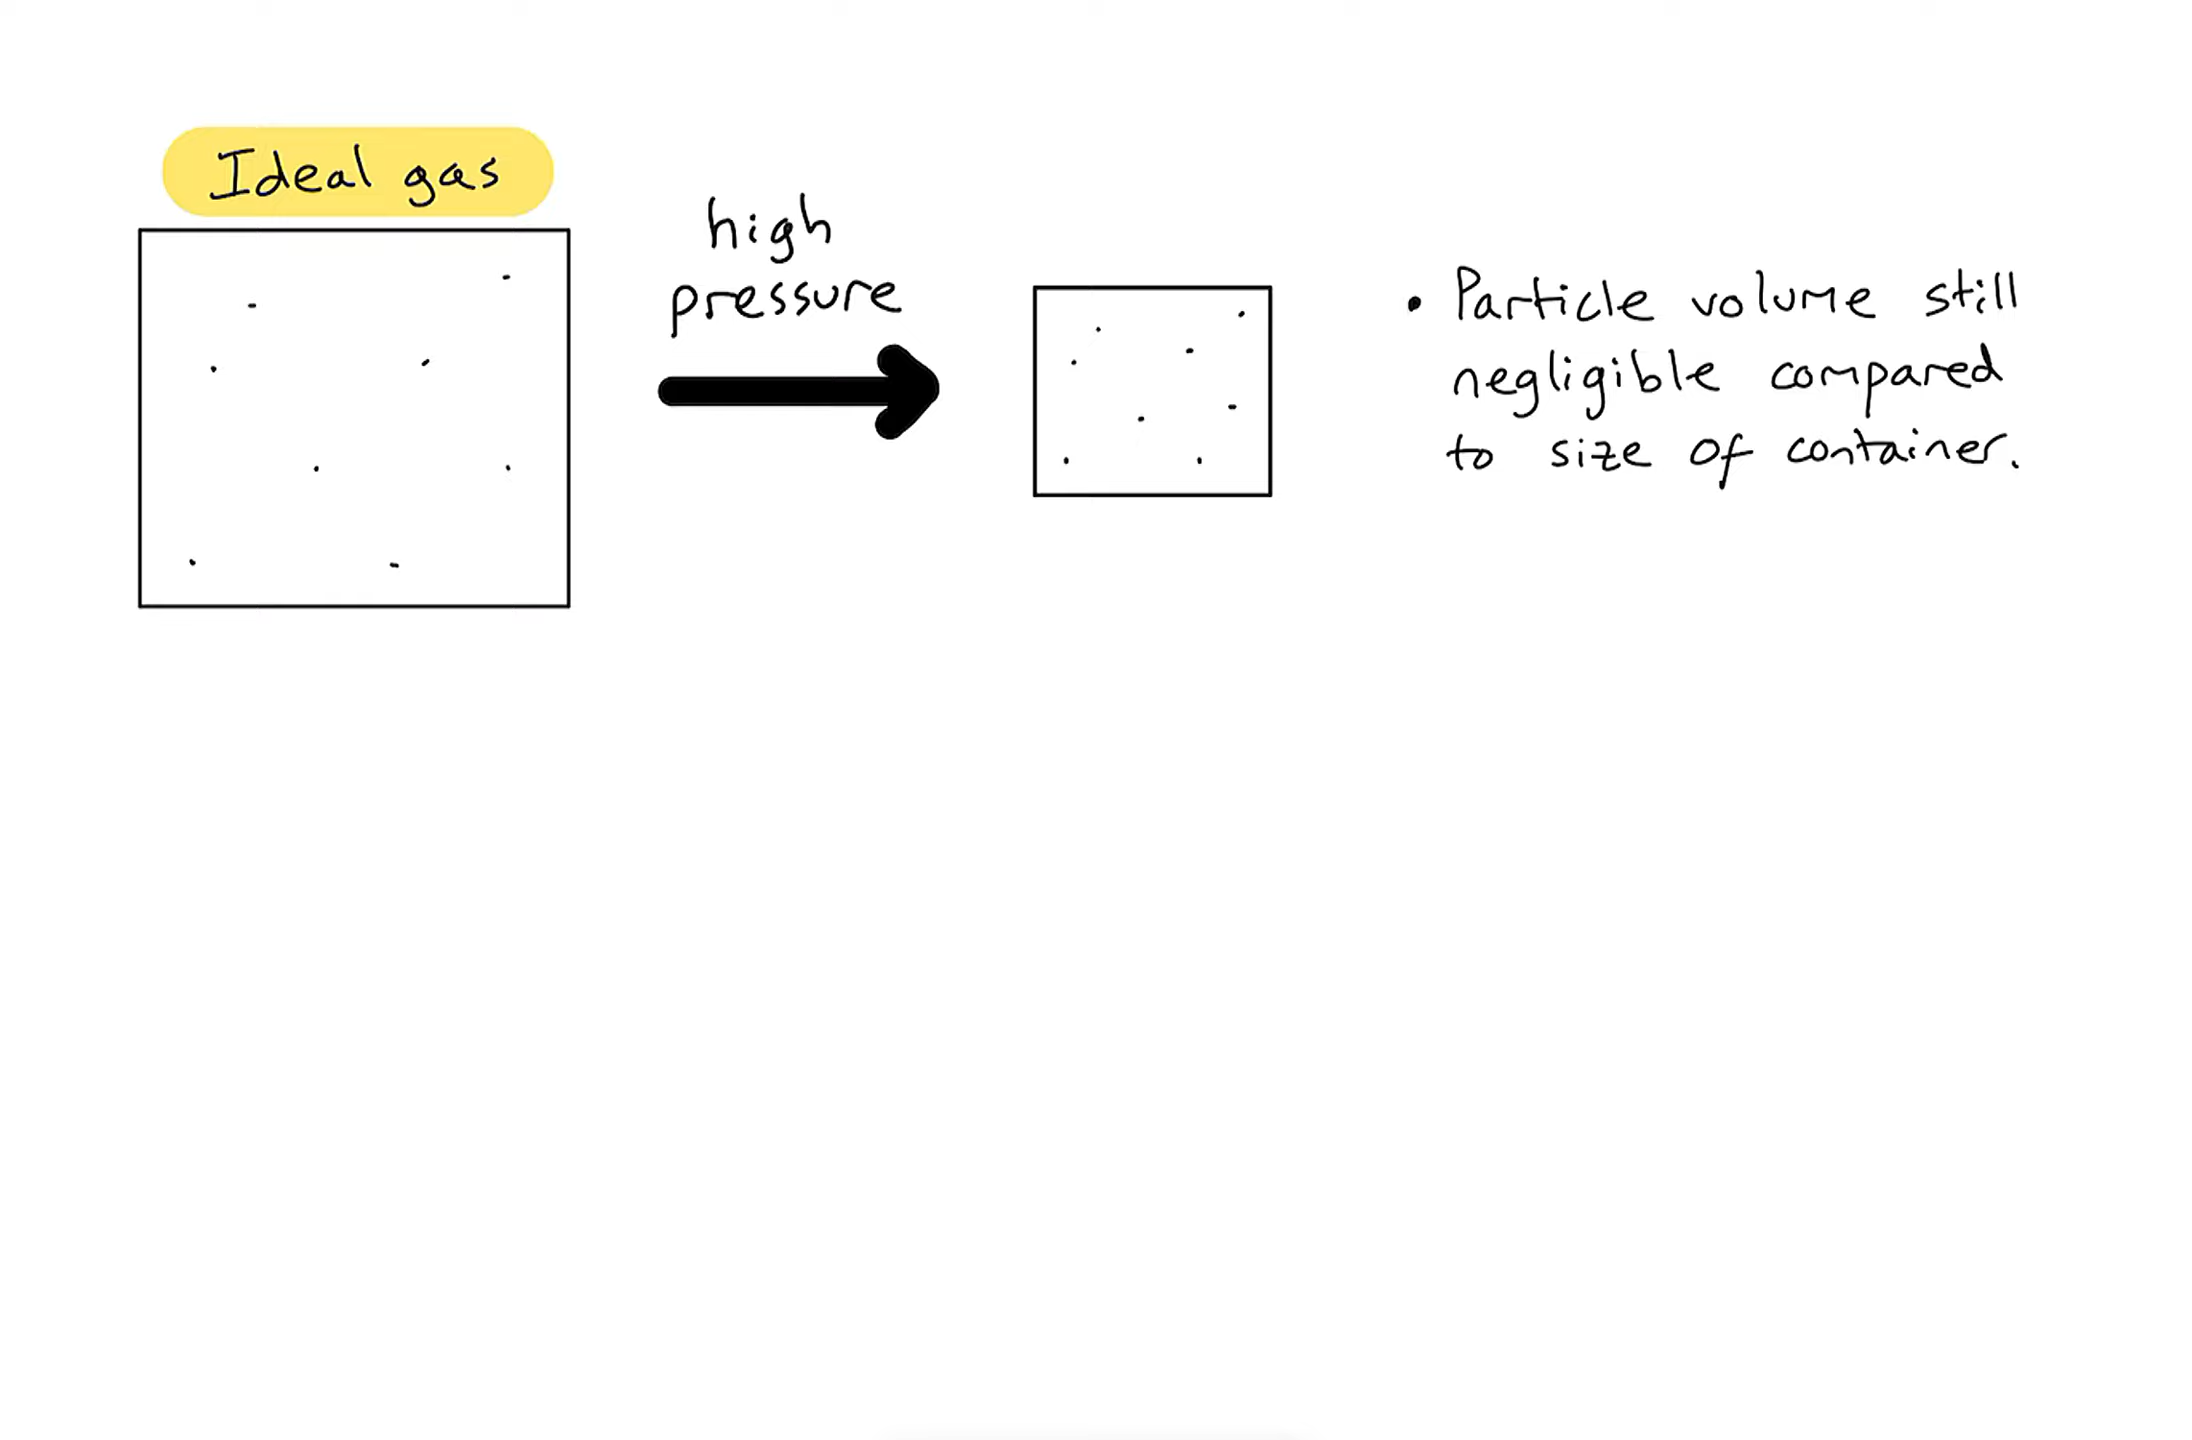 Ideal gas
high
pressure
• Particle volume still
negligible compared
to size of container.